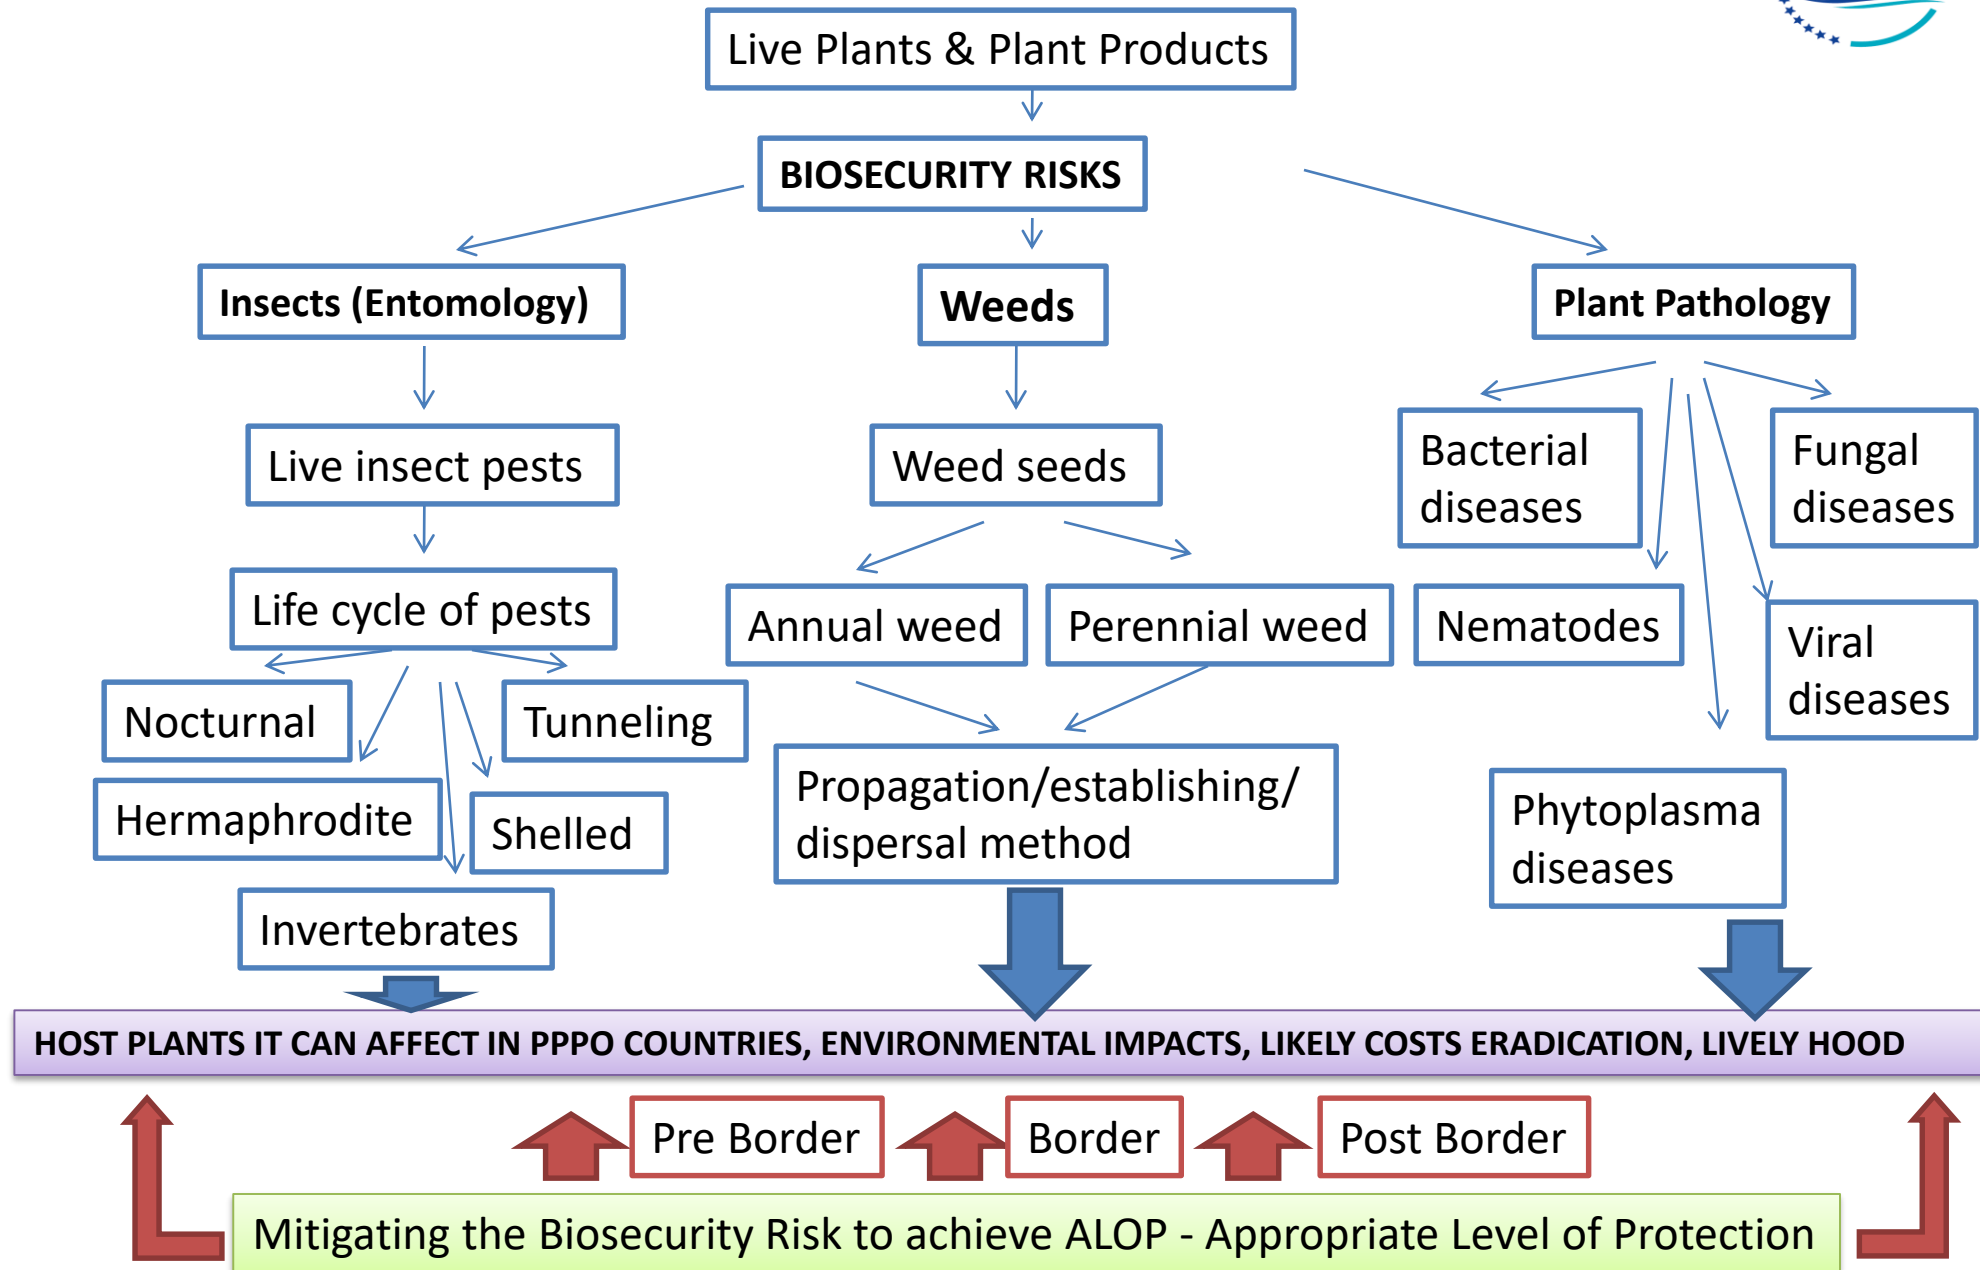 Live Plants & Plant Products
BIOSECURITY RISKS
Insects (Entomology)
Weeds
Plant Pathology
Live insect pests
Weed seeds
Bacterial
diseases
Fungal
diseases
Life cycle of pests
Annual weed
Perennial weed
Nematodes
Viral
diseases
Nocturnal
Tunneling
Hermaphrodite
Shelled
Propagation/establishing/
dispersal method
Phytoplasma
diseases
Invertebrates
HOST PLANTS IT CAN AFFECT IN PPPO COUNTRIES, ENVIRONMENTAL IMPACTS, LIKELY COSTS ERADICATION, LIVELY HOOD
Pre Border
Border
Post Border
Mitigating the Biosecurity Risk to achieve ALOP - Appropriate Level of Protection